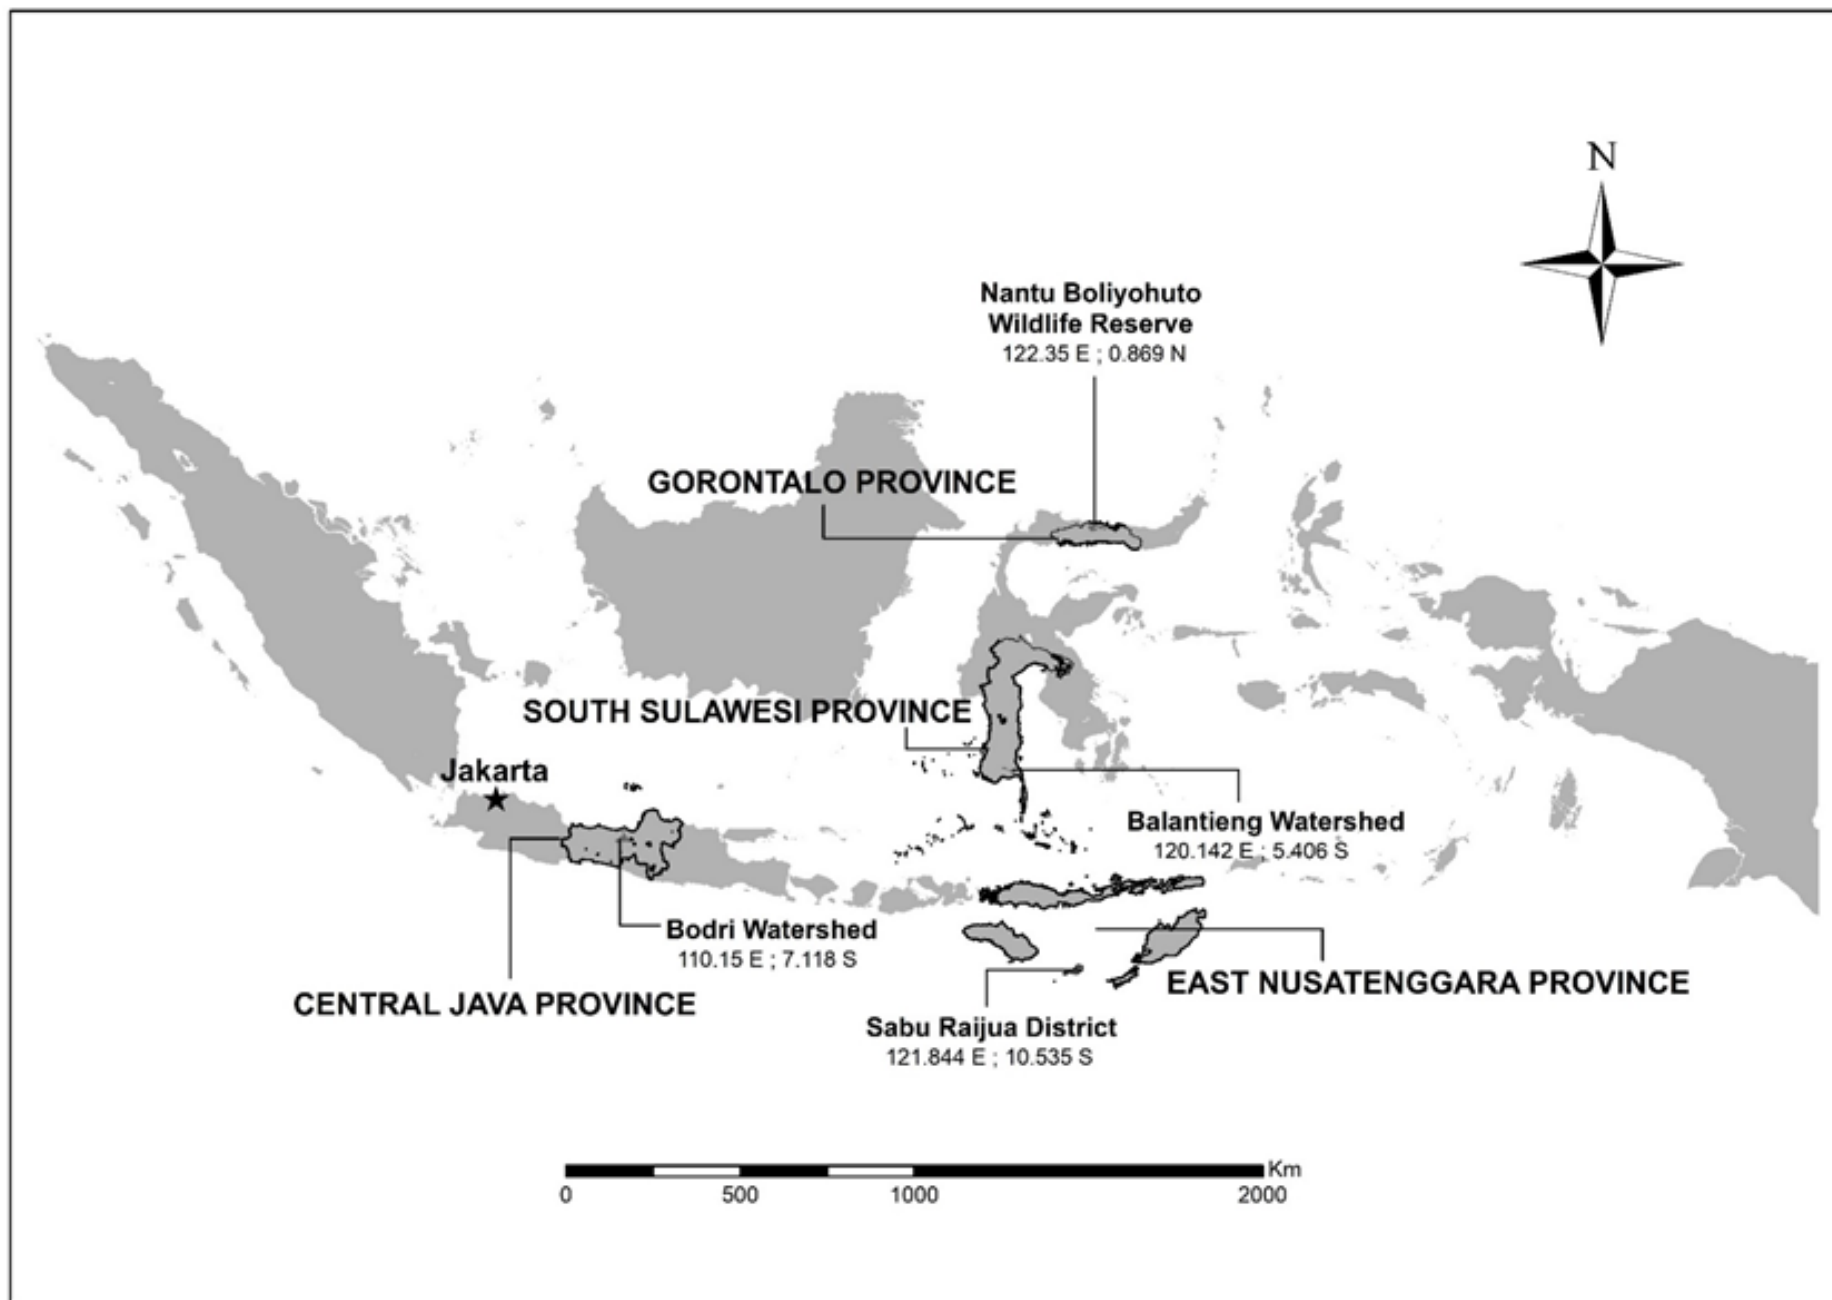 N
Nantu Boliyohuto
Wildlife Reserve
122.35 E ; 0.869 N
GORONTALO PROVINCE
SOUTH SULAWESI PROVINCE
Jakarta
Balantieng Watershed
120.142 E ; 5.406 S
Bodri Watershed
110.15 E ; 7.118 S
EAST NUSATENGGARA PROVINCE
CENTRAL JAVA PROVINCE
Sabu Raijua District
121.844 E ; 10.535 S
Km
0 500 1000 2000